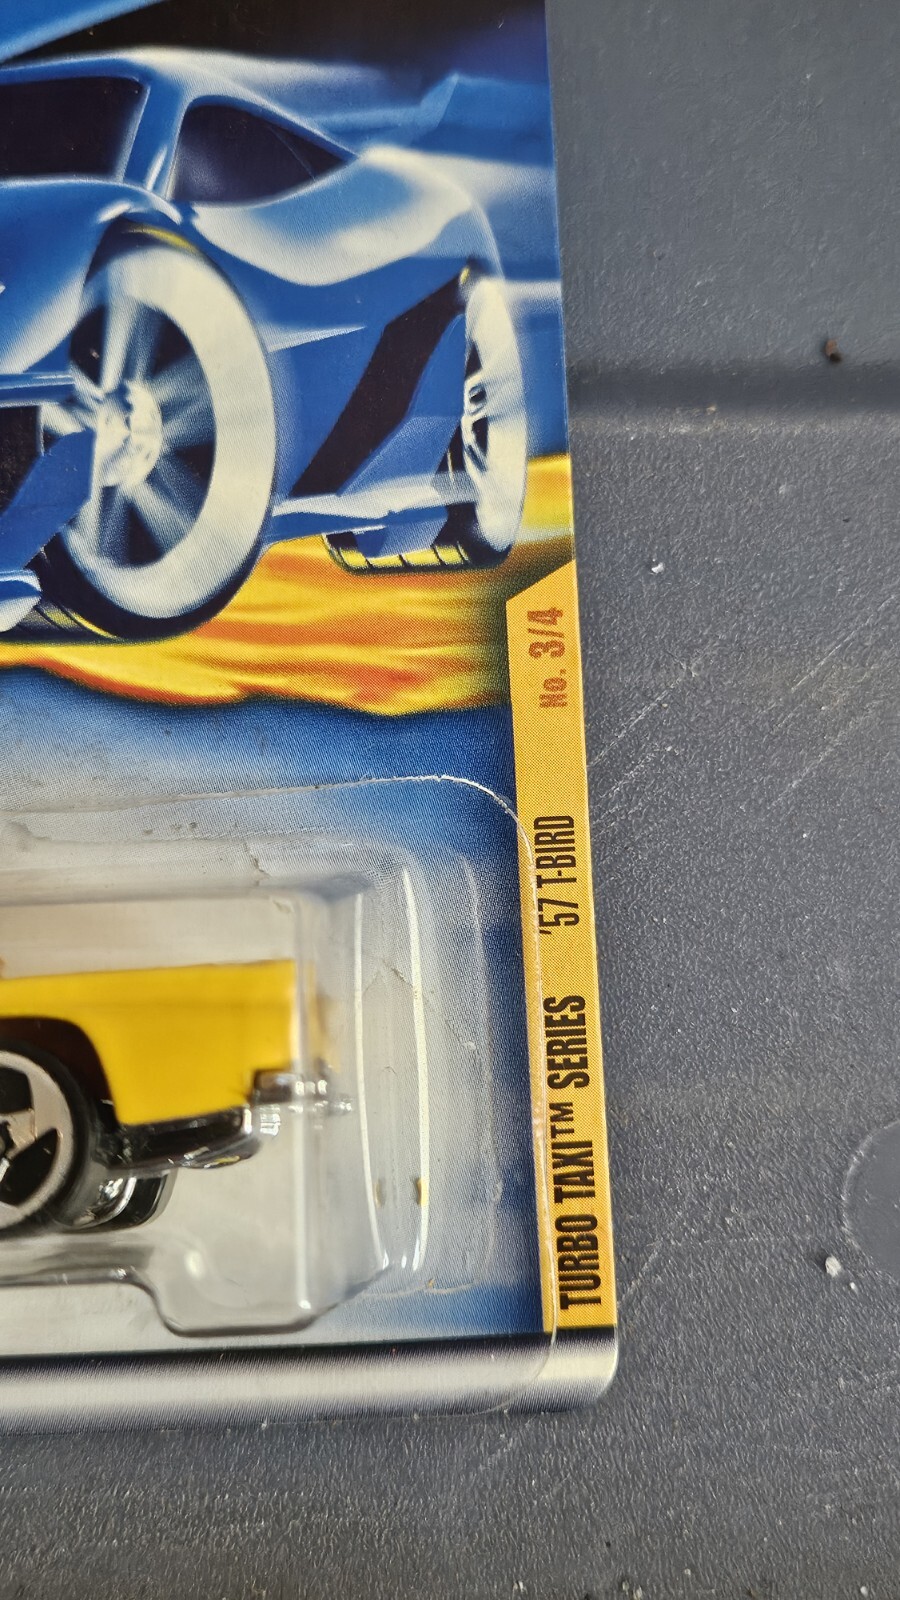 TURBO TAXI™ SERIES '57 T-BIRD No. 3/4